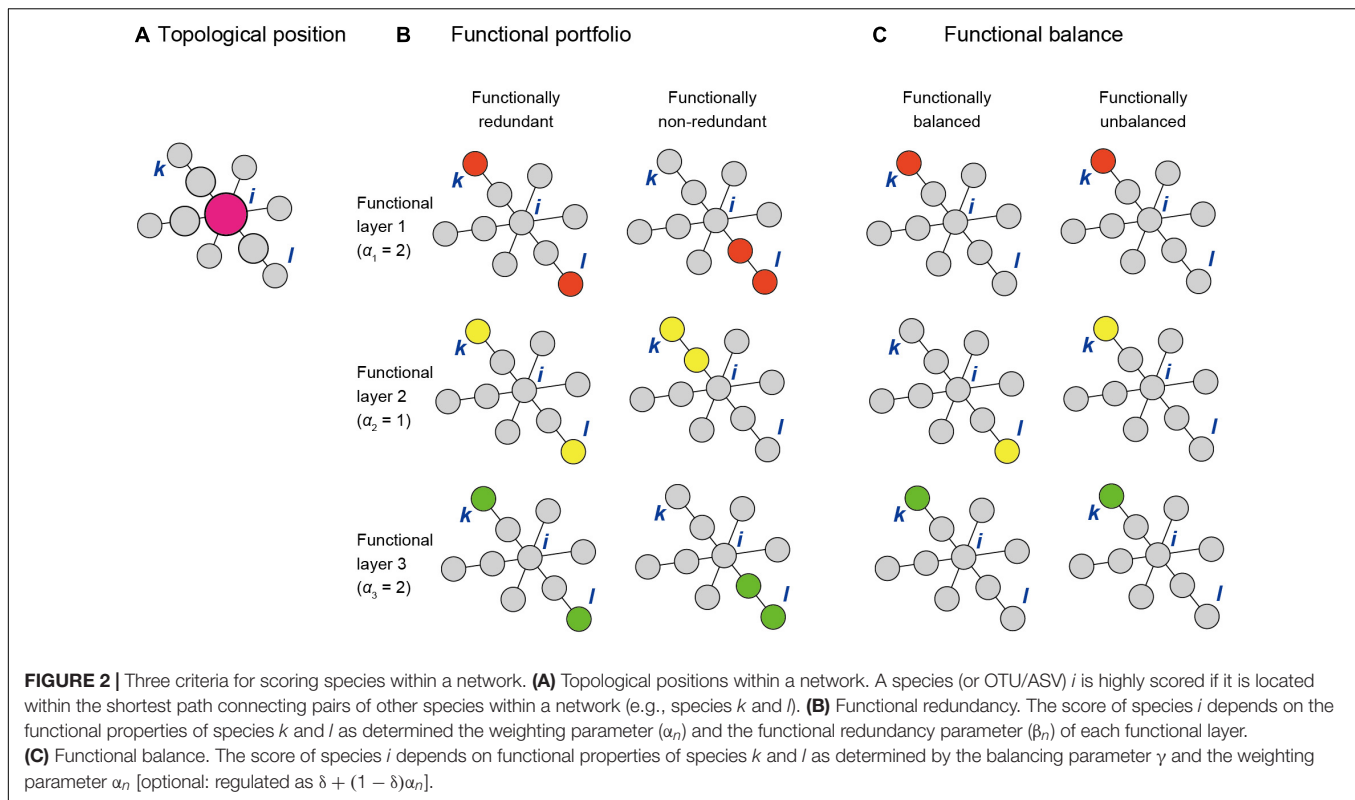 A Topological position
B Functional portfolio
C Functional balance
Functionally
redundant
Functionally
non-redundant
Functionally
balanced
Functionally
unbalanced
k
i
l
Functional
layer 1
(α1 = 2)
k
i
l
k
i
l
k
i
l
k
i
l
Functional
layer 2
(α2 = 1)
k
i
l
k
i
l
k
i
l
k
i
l
Functional
layer 3
(α3 = 2)
k
i
l
k
i
l
k
i
l
k
i
l
FIGURE 2 | Three criteria for scoring species within a network. (A) Topological positions within a network. A species (or OTU/ASV) i is highly scored if it is located
within the shortest path connecting pairs of other species within a network (e.g., species k and l). (B) Functional redundancy. The score of species i depends on the
functional properties of species k and l as determined the weighting parameter (αn) and the functional redundancy parameter (βn) of each functional layer.
(C) Functional balance. The score of species i depends on functional properties of species k and l as determined by the balancing parameter γ and the weighting
parameter αn [optional: regulated as δ + (1 − δ)αn].